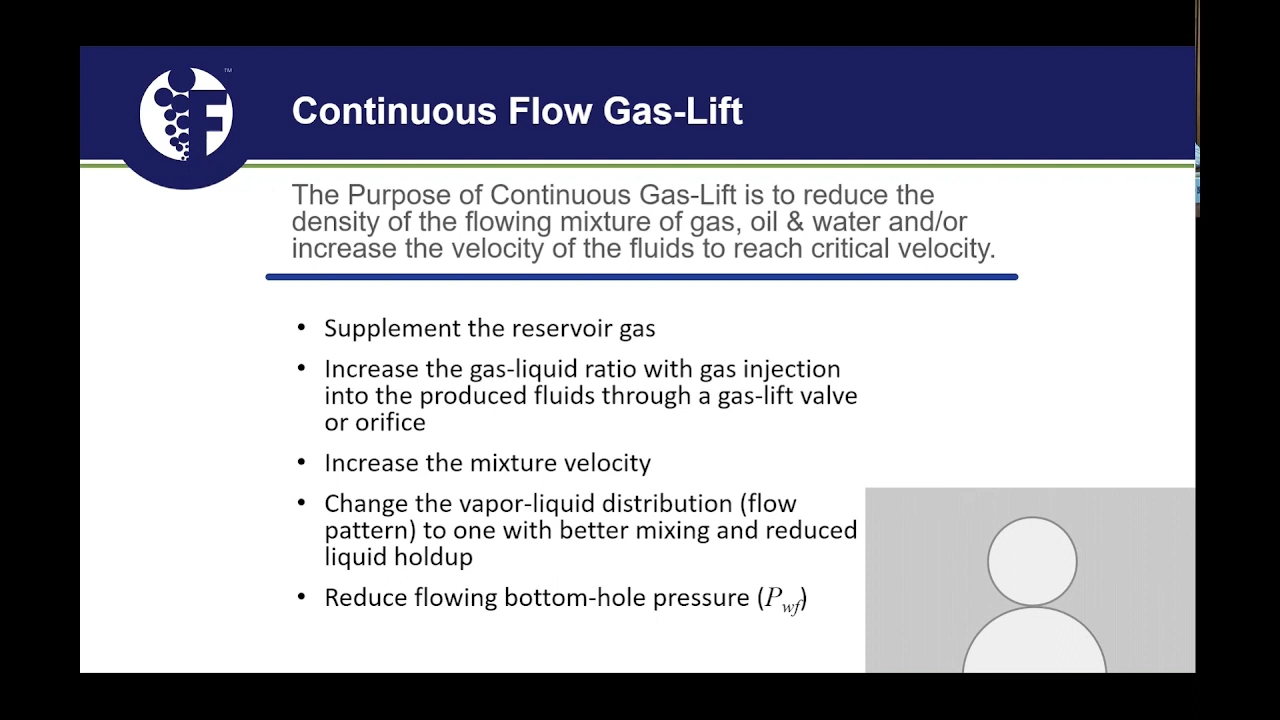 TM
F
Continuous Flow Gas-Lift
The Purpose of Continuous Gas-Lift is to reduce the
density of the flowing mixture of gas, oil & water and/or
increase the velocity of the fluids to reach critical velocity.
• Supplement the reservoir gas
• Increase the gas-liquid ratio with gas injection
into the produced fluids through a gas-lift valve
or orifice
• Increase the mixture velocity
• Change the vapor-liquid distribution (flow
pattern) to one with better mixing and reduced
liquid holdup
• Reduce flowing bottom-hole pressure (Pwf)